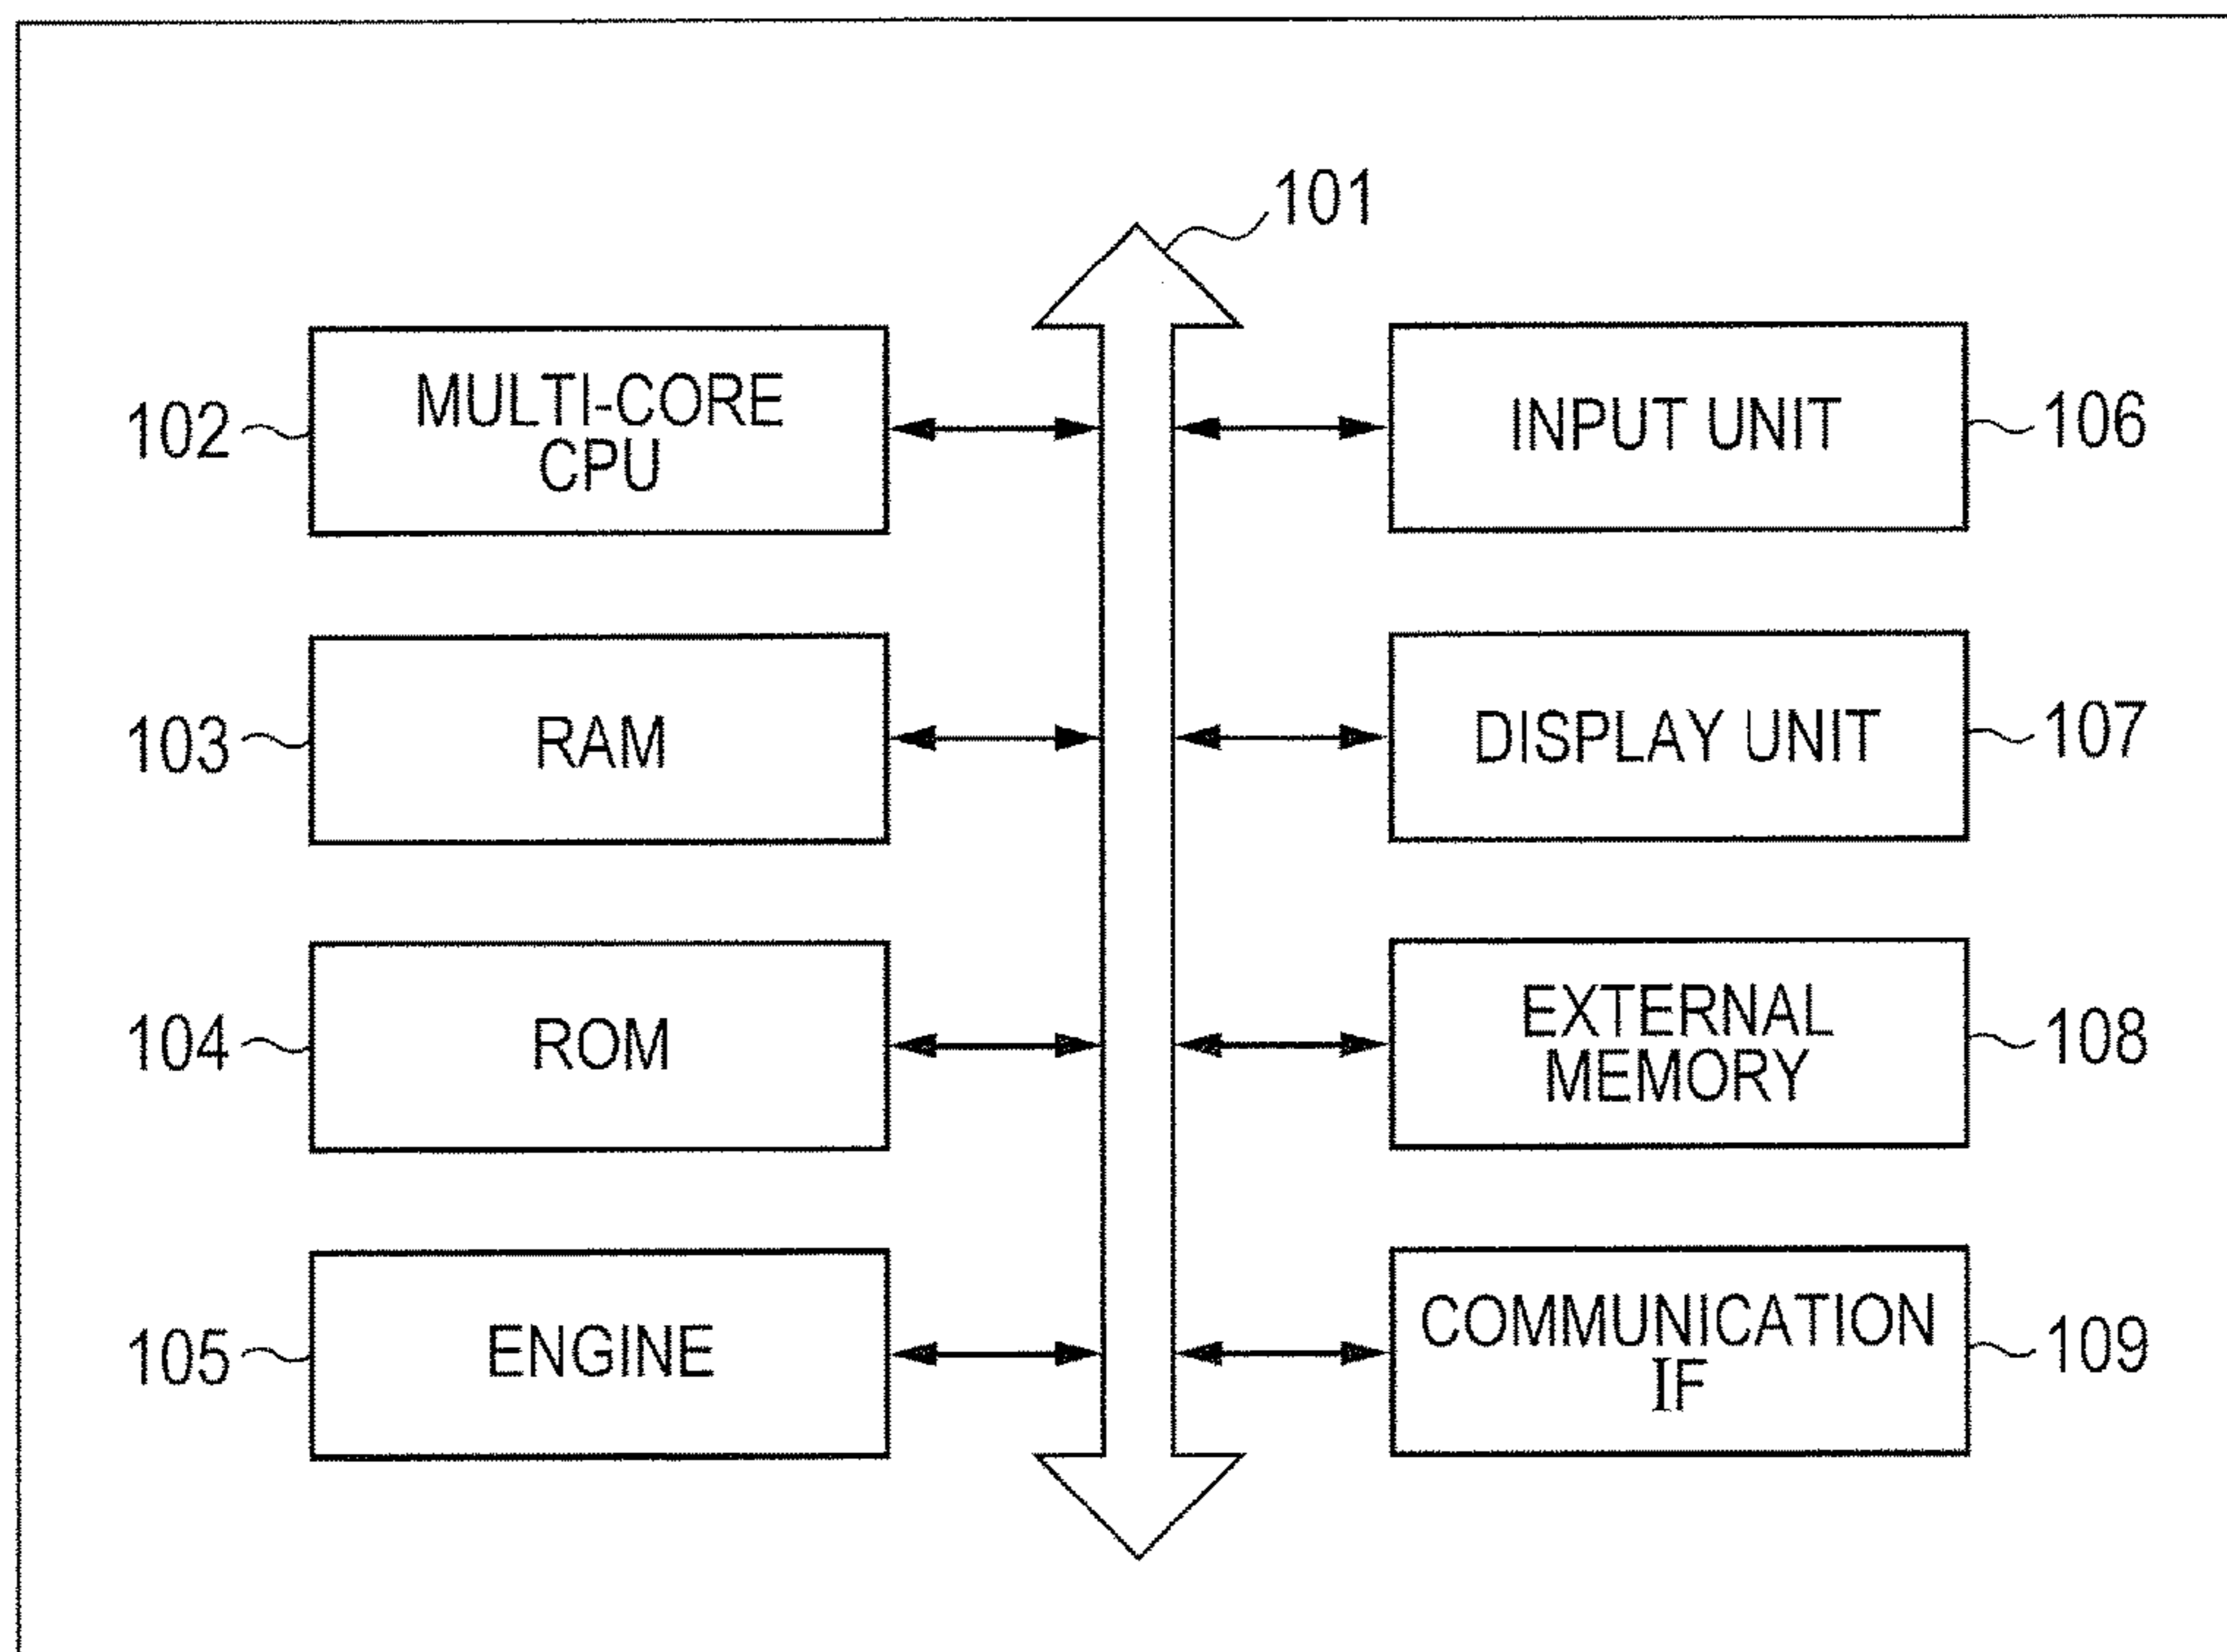 101
102
MULTI-CORE
CPU
INPUT UNIT
106
103
RAM
DISPLAY UNIT
107
104
ROM
EXTERNAL
MEMORY
108
105
ENGINE
COMMUNICATION
IF
109